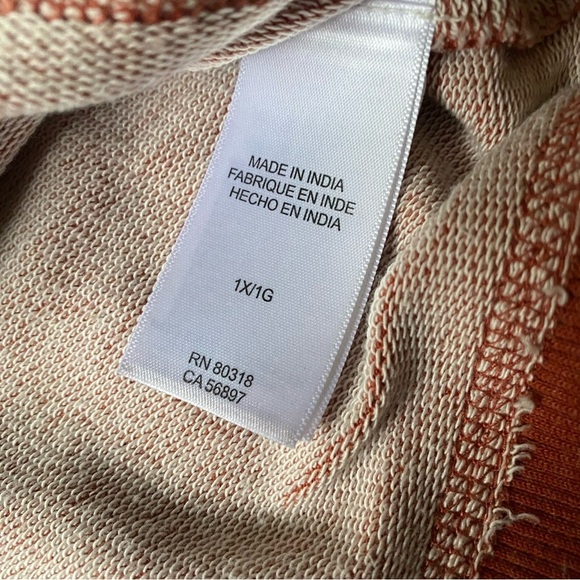 MADE IN INDIA
FABRIQUE EN INDE
HECHO EN INDIA
1X/1G
RN 80318
CA 56897